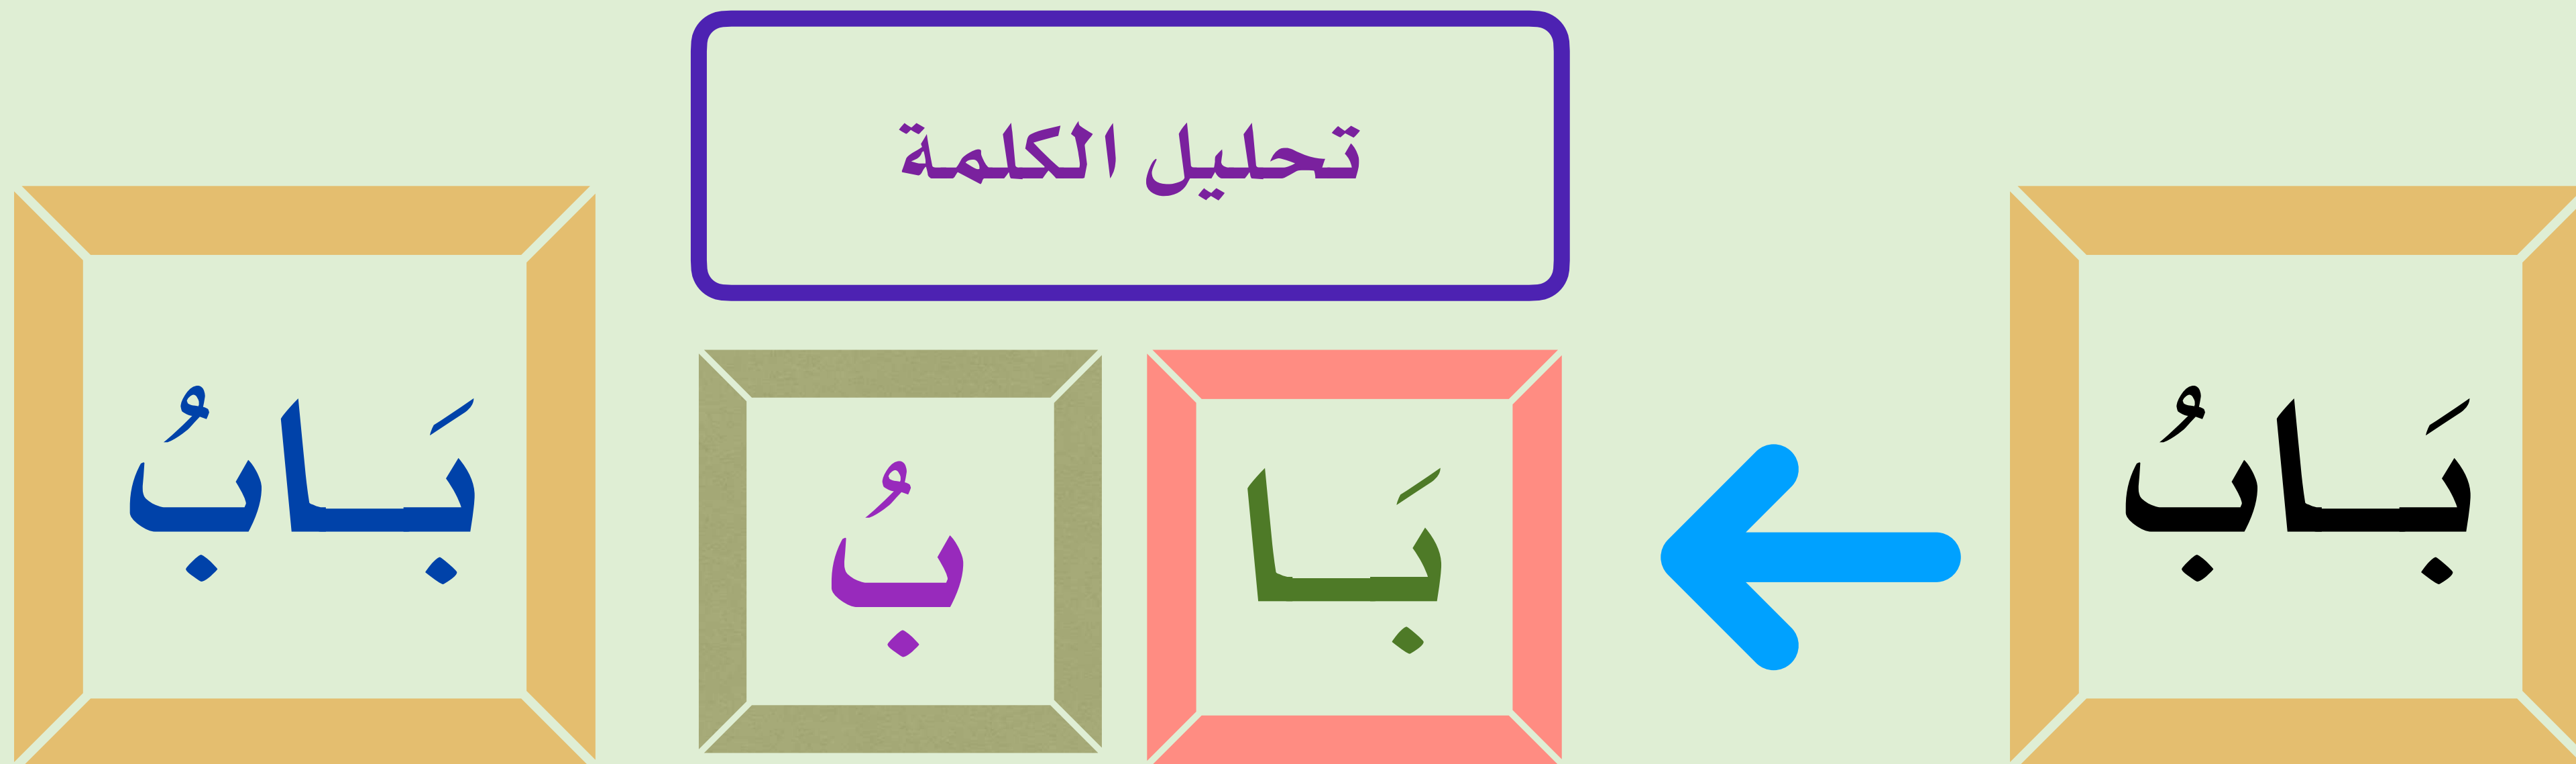 تحليل الكلمة
بَـابُ
بَـا
بُ
بَـابُ